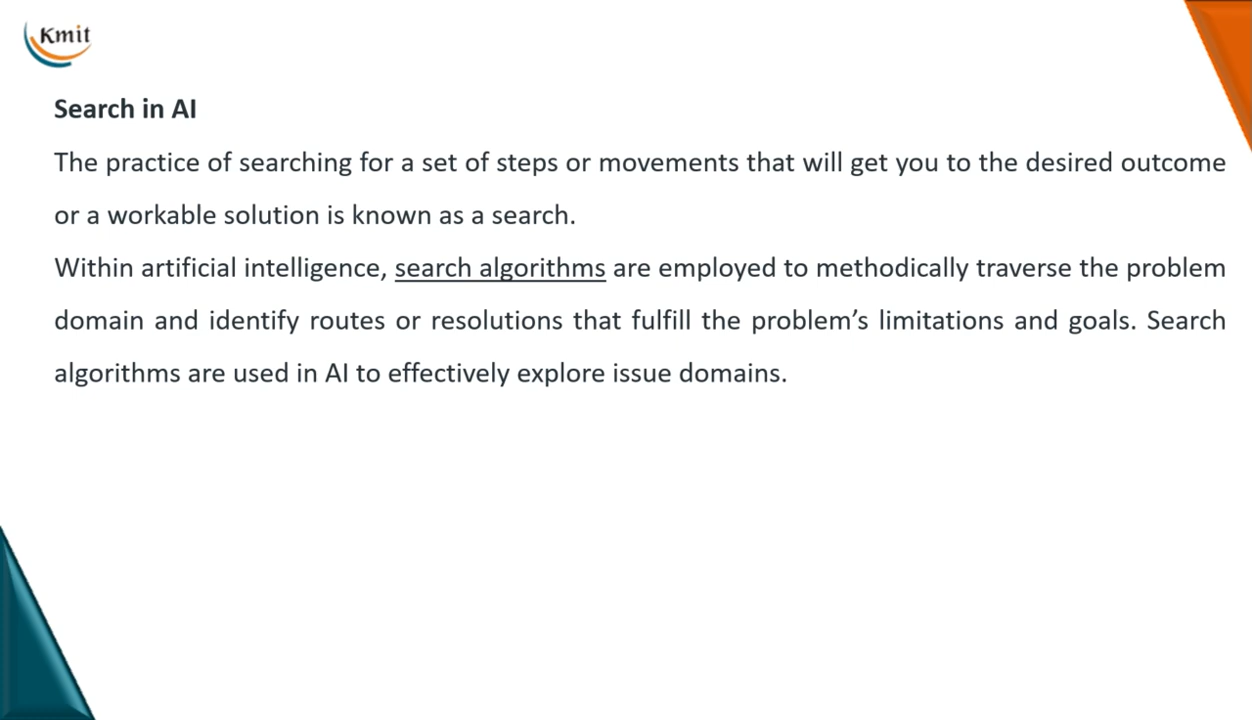 Kmit
Search in AI
The practice of searching for a set of steps or movements that will get you to the desired outcome
or a workable solution is known as a search.
Within artificial intelligence, search algorithms are employed to methodically traverse the problem
domain and identify routes or resolutions that fulfill the problem’s limitations and goals. Search
algorithms are used in AI to effectively explore issue domains.